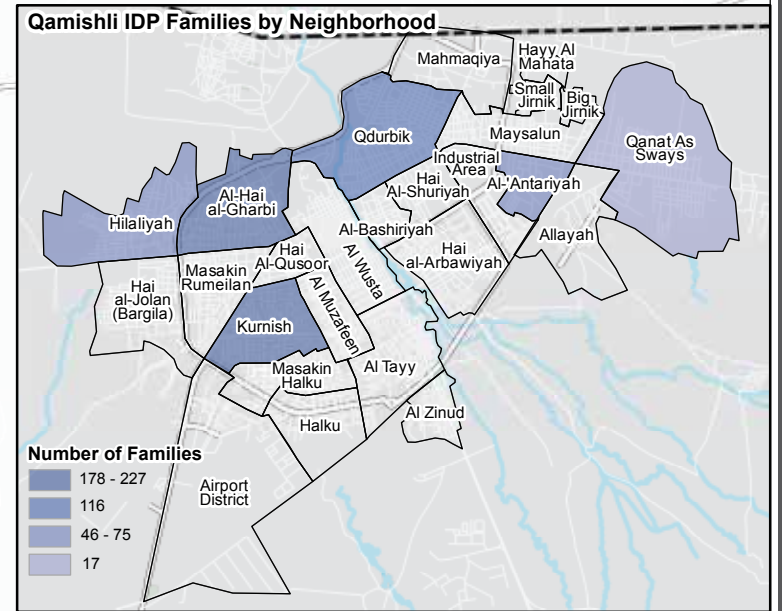 Qamishli IDP Families by Neighborhood
Mahmaqiya
Hayy Al
Mahata
Small
Jirnik
Big
Jirnik
Qdurbik
Maysalun
Qanat As
Sways
Industrial
Area
Hai
Al-Shuriyah
Al-'Antariyah
Al-Hai
al-Gharbi
Hilaliyah
Al-Bashiriyah
Allayah
Hai
Al-Qusoor
Al Wusta
Hai
al-Arbawiyah
Masakin
Rumeilan
Hai
al-Jolan
(Bargila)
Al Muzafeen
Kurnish
Masakin
Halku
Al Tayy
Al Zinud
Halku
Airport
District
Number of Families
178 - 227
116
46 - 75
17